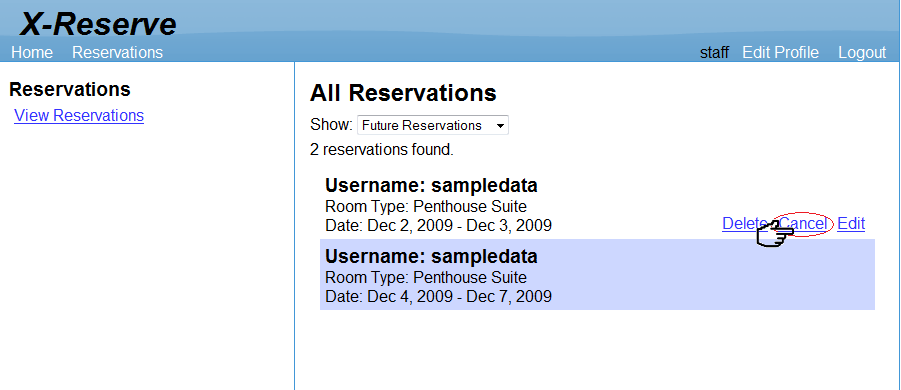 X-Reserve
Home Reservations staff Edit Profile Logout
Reservations
View Reservations
All Reservations
Show: Future Reservations
2 reservations found.
Username: sampledata
Room Type: Penthouse Suite
Date: Dec 2, 2009 - Dec 3, 2009 Delete Cancel Edit
Username: sampledata
Room Type: Penthouse Suite
Date: Dec 4, 2009 - Dec 7, 2009